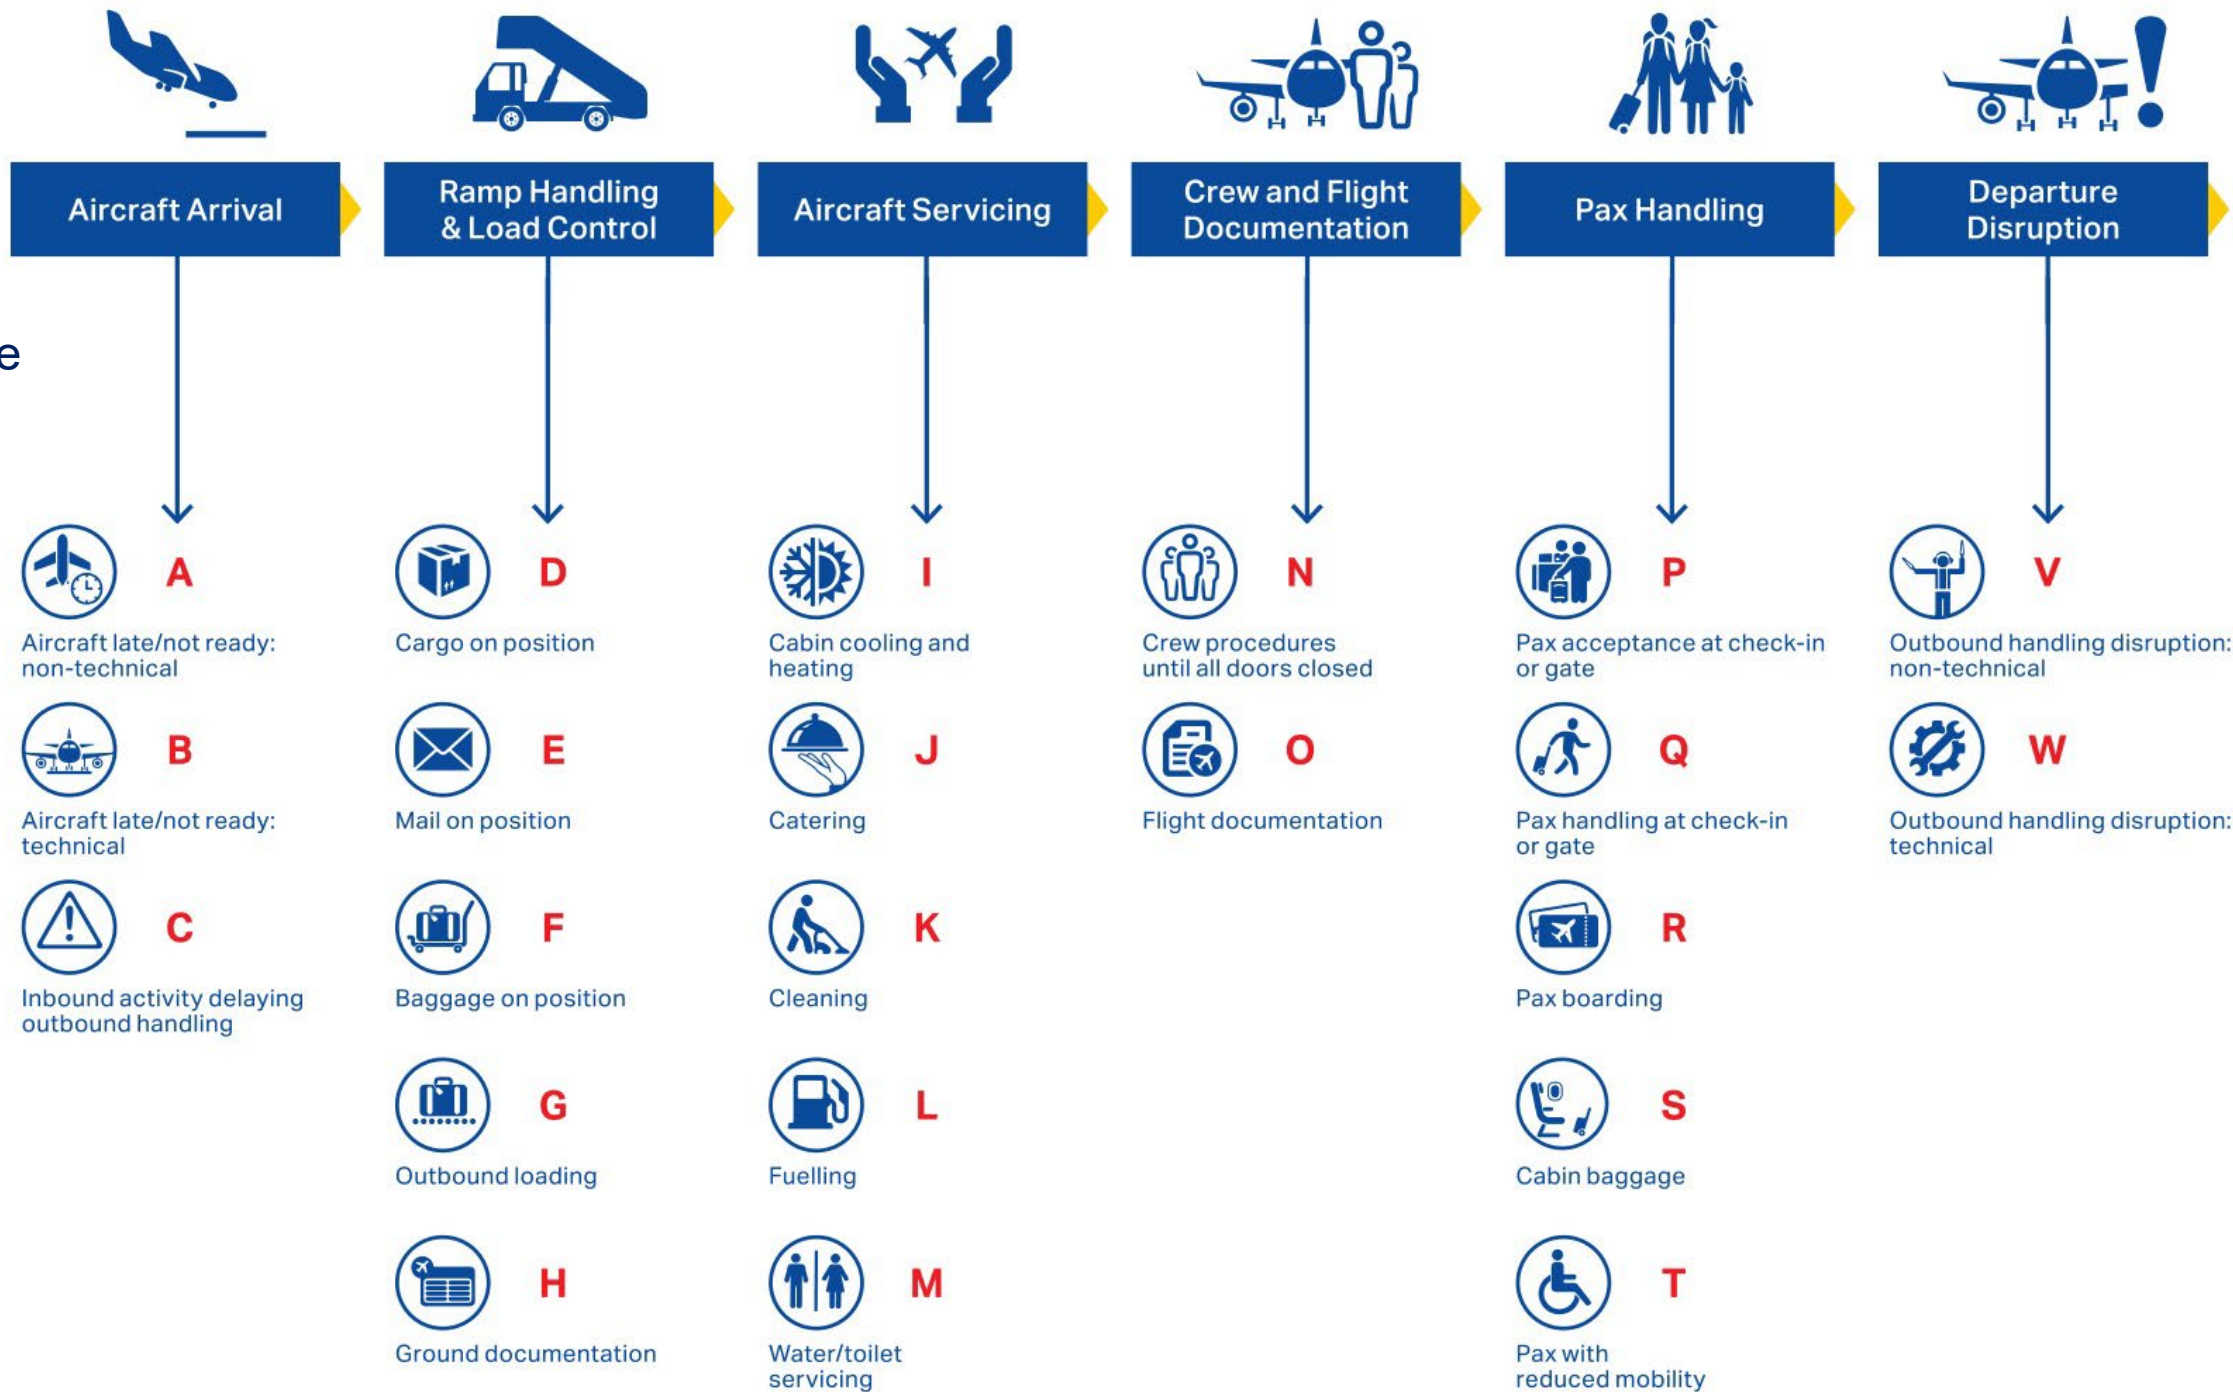 Aircraft Arrival
Ramp Handling
& Load Control
Aircraft Servicing
Crew and Flight
Documentation
Pax Handling
Departure
Disruption
e
A
Aircraft late/not ready:
non-technical
B
Aircraft late/not ready:
technical
C
Inbound activity delaying
outbound handling
D
Cargo on position
E
Mail on position
F
Baggage on position
G
Outbound loading
H
Ground documentation
I
Cabin cooling and
heating
J
Catering
K
Cleaning
L
Fuelling
M
Water/toilet
servicing
N
Crew procedures
until all doors closed
O
Flight documentation
P
Pax acceptance at check-in
or gate
Q
Pax handling at check-in
or gate
R
Pax boarding
S
Cabin baggage
T
Pax with
reduced mobility
V
Outbound handling disruption:
non-technical
W
Outbound handling disruption:
technical